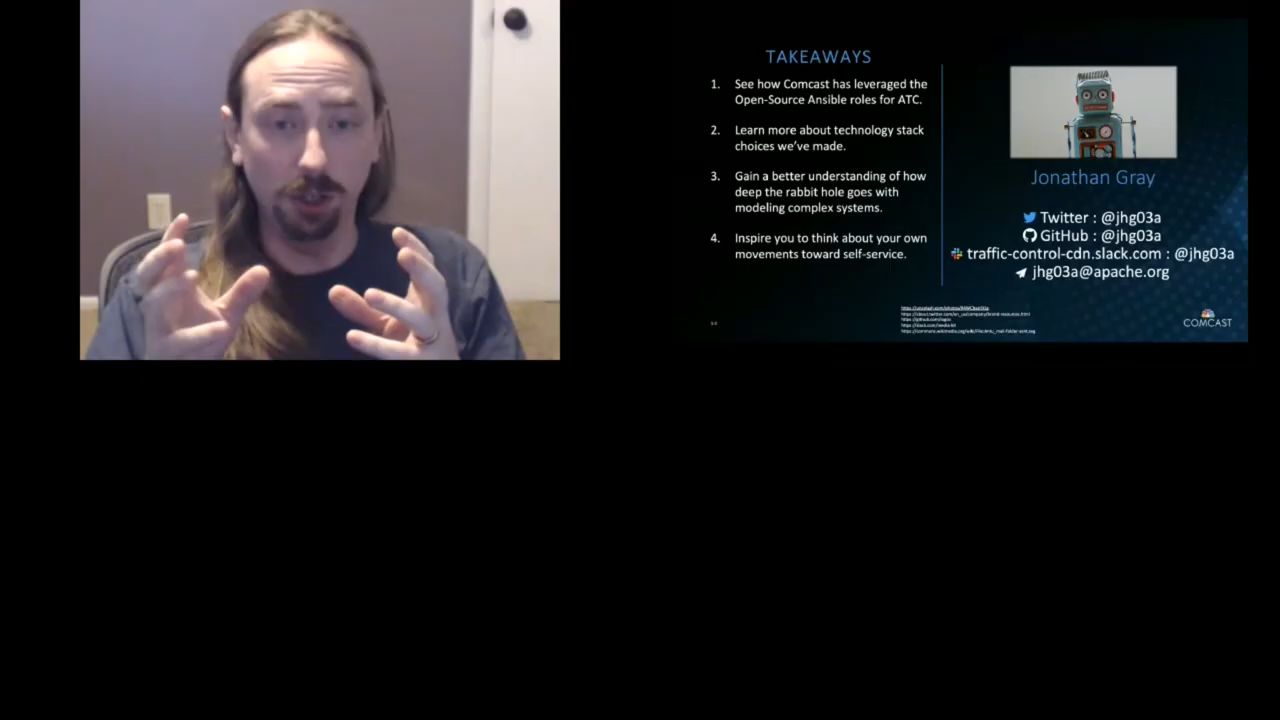 TAKEAWAYS
1. See how Comcast has leveraged the
Open-Source Ansible roles for ATC.
2. Learn more about technology stack
choices we've made.
3. Gain a better understanding of how
deep the rabbit hole goes with
modeling complex systems.
4. Inspire you to think about your own
movements toward self-service.
Jonathan Gray
Twitter : @jhg03a
GitHub : @jhg03a
traffic-control-cdn.slack.com : @jhg03a
jhg03a@apache.org
COMCAST